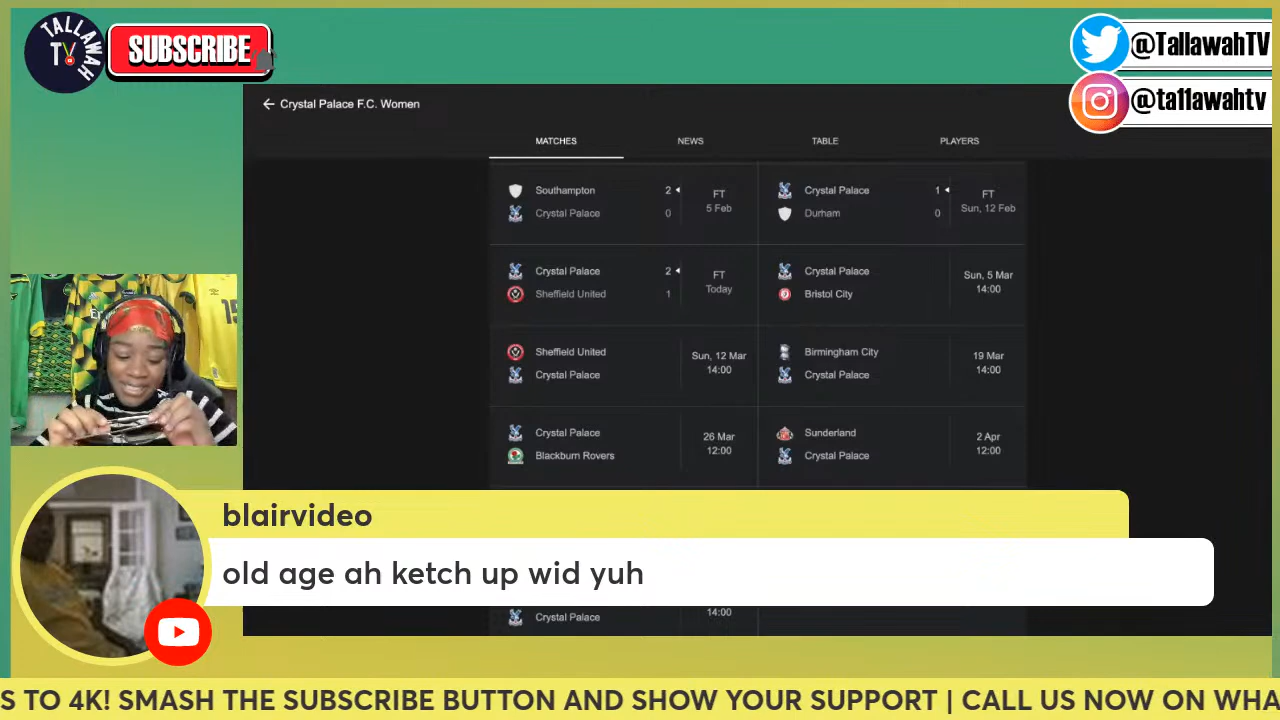 TALLAWAH
TV
SUBSCRIBE
@TallawahTV
@ta11awahtv
Crystal Palace F.C. Women
MATCHES NEWS TABLE PLAYERS
Southampton 2
Crystal Palace 0
FT
5 Feb
Crystal Palace 1
Durham 0
FT
Sun, 12 Feb
Crystal Palace 2
Sheffield United 1
FT
Today
Crystal Palace
Bristol City
Sun, 5 Mar
14:00
Sheffield United
Crystal Palace
Sun, 12 Mar
14:00
Birmingham City
Crystal Palace
19 Mar
14:00
Crystal Palace
Blackburn Rovers
26 Mar
12:00
Sunderland
Crystal Palace
2 Apr
12:00
15
blairvideo
old age ah ketch up wid yuh
Crystal Palace
14:00
S TO 4K! SMASH THE SUBSCRIBE BUTTON AND SHOW YOUR SUPPORT | CALL US NOW ON WHA